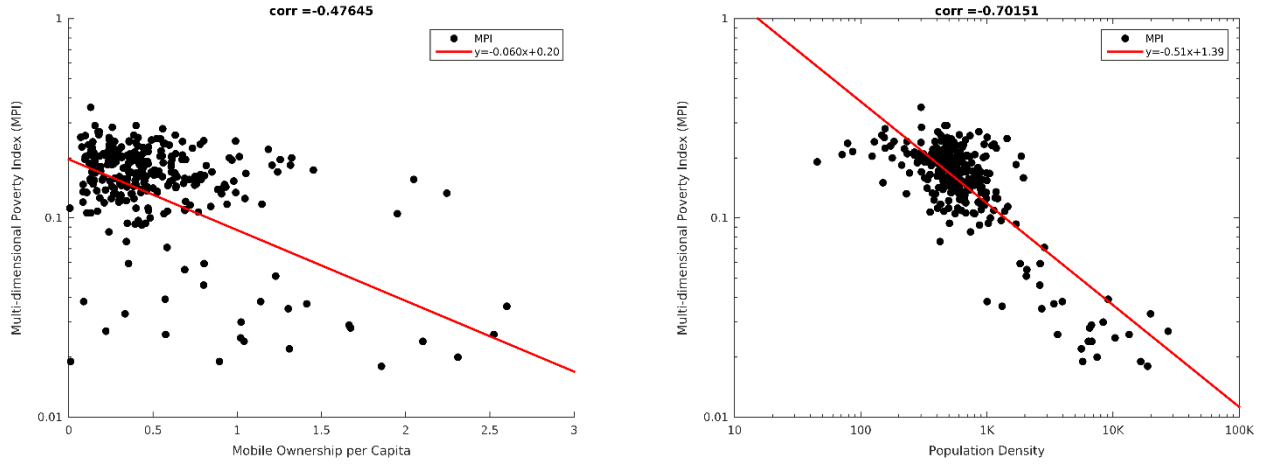 corr =-0.47645
MPI
y=-0.060x+0.20
Multi-dimensional Poverty Index (MPI)
1
0.1
0.01
0
0.5
1
1.5
2
2.5
3
Mobile Ownership per Capita
corr =-0.70151
MPI
y=-0.51x+1.39
Multi-dimensional Poverty Index (MPI)
1
0.1
0.01
10
100
1K
10K
100K
Population Density